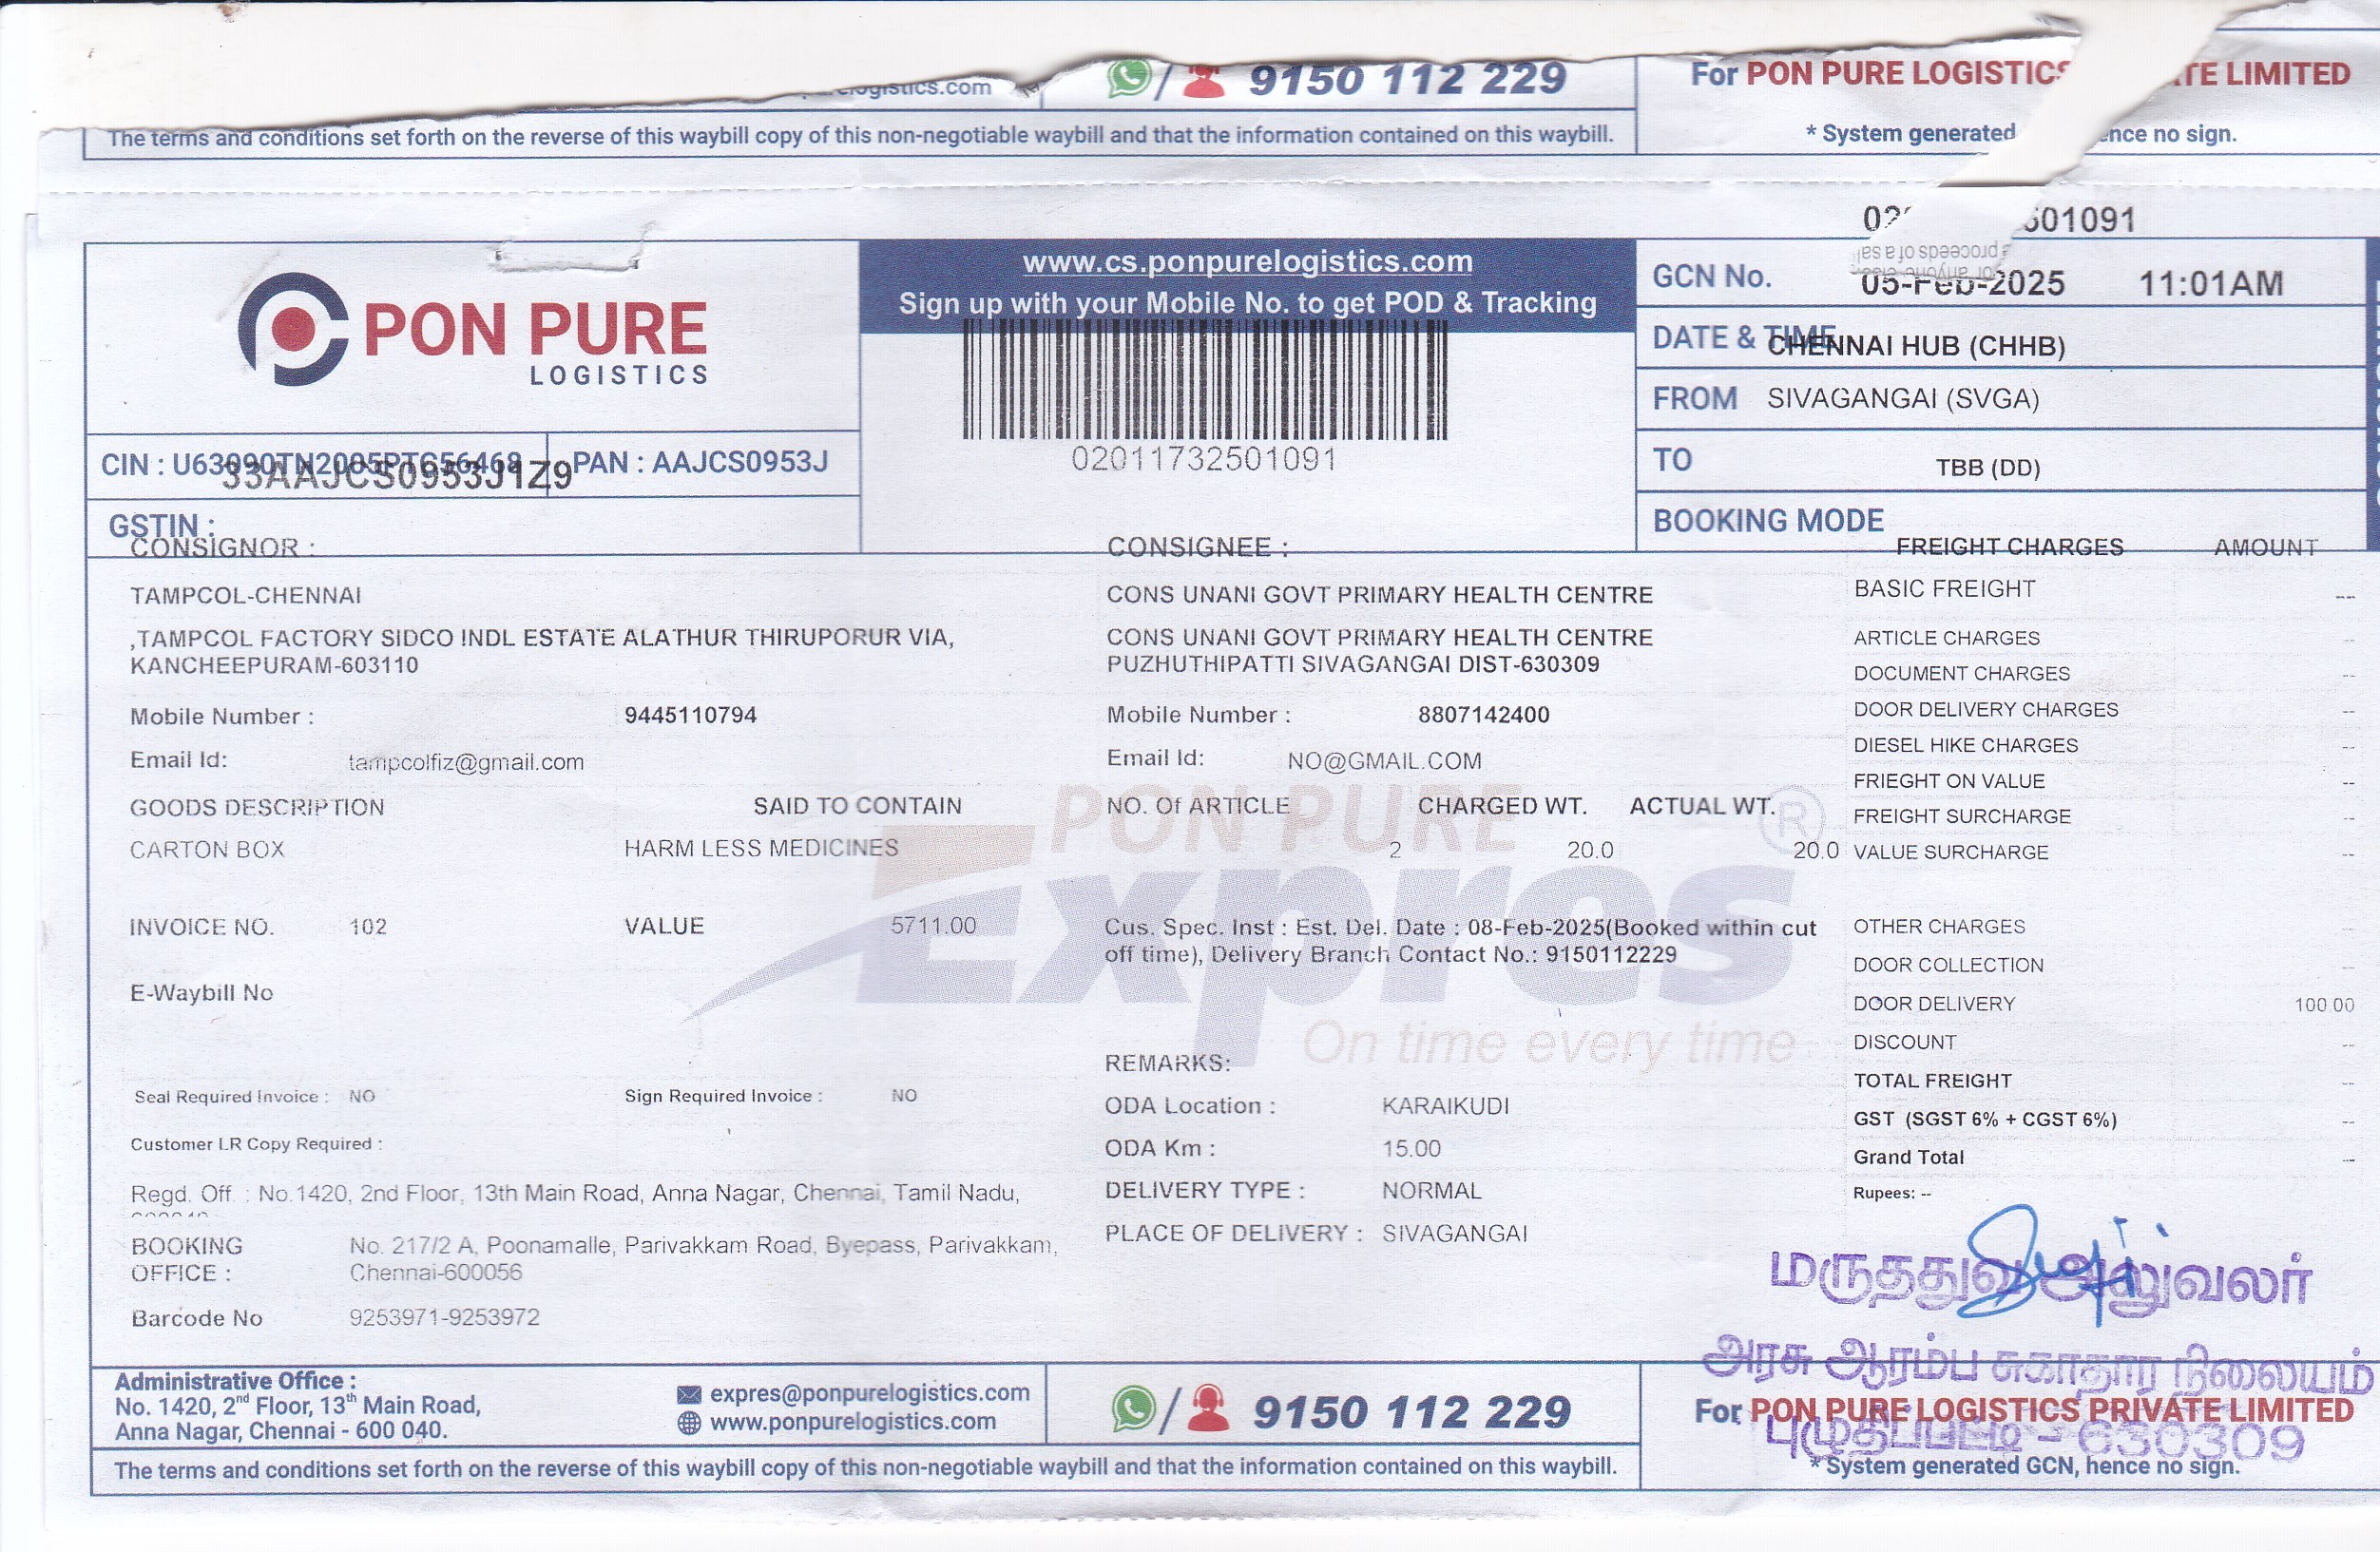 logistics.com
9150 112 229
For PON PURE LOGISTICS LIMITED
The terms and conditions set forth on the reverse of this waybill copy of this non-negotiable waybill and that the information contained on this waybill.
* System generated hence no sign.
PON PURE
LOGISTICS
www.cs.ponpurelogistics.com
Sign up with your Mobile No. to get POD & Tracking
02011732501091
501091
proceeds of a
GCN No.
05-Feb-2025 11:01AM
DATE & TIME
CHENNAI HUB (CHHB)
FROM SIVAGANGAI (SVGA)
TO
TBB (DD)
BOOKING MODE
PAN : AAJCS0953J
33AAJCS0953J1Z9
GSTIN :
CONSIGNOR :
CONSIGNEE :
FREIGHT CHARGES AMOUNT
TAMPCOL-CHENNAI
CONS UNANI GOVT PRIMARY HEALTH CENTRE
BASIC FREIGHT --
,TAMPCOL FACTORY SIDCO INDL ESTATE ALATHUR THIRUPORUR VIA,
KANCHEEPURAM-603110
CONS UNANI GOVT PRIMARY HEALTH CENTRE
PUZHUTHIPATTI SIVAGANGAI DIST-630309
ARTICLE CHARGES --
DOCUMENT CHARGES --
Mobile Number : 9445110794
Mobile Number : 8807142400
DOOR DELIVERY CHARGES --
Email Id: tampcolfiz@gmail.com
Email Id: NO@GMAIL.COM
DIESEL HIKE CHARGES --
FRIEGHT ON VALUE --
GOODS DESCRIPTION SAID TO CONTAIN
NO. Of ARTICLE CHARGED WT. ACTUAL WT.
FREIGHT SURCHARGE --
CARTON BOX HARM LESS MEDICINES
2 20.0 20.0
VALUE SURCHARGE --
PON PURE
Expres ®
On time every time
INVOICE NO. 102 VALUE 5711.00
Cus. Spec. Inst : Est. Del. Date : 08-Feb-2025(Booked within cut
off time), Delivery Branch Contact No.: 9150112229
OTHER CHARGES --
DOOR COLLECTION --
E-Waybill No
DOOR DELIVERY 100.00
DISCOUNT --
REMARKS:
TOTAL FREIGHT --
Seal Required Invoice : NO Sign Required Invoice : NO
ODA Location : KARAIKUDI
GST (SGST 6% + CGST 6%) --
Customer LR Copy Required :
ODA Km : 15.00
Grand Total --
Regd. Off. : No.1420, 2nd Floor, 13th Main Road, Anna Nagar, Chennai, Tamil Nadu,
DELIVERY TYPE : NORMAL
Rupees: --
BOOKING
OFFICE :
No. 217/2 A, Poonamalle, Parivakkam Road, Byepass, Parivakkam,
Chennai-600056
PLACE OF DELIVERY : SIVAGANGAI
Barcode No 9253971-9253972
மருத்துவ அலுவலர்
அரசு ஆரம்ப சுகாதார நிலையம்
புழுதிப்பட்டி - 630309
Administrative Office :
No. 1420, 2nd Floor, 13th Main Road,
Anna Nagar, Chennai - 600 040.
expres@ponpurelogistics.com
www.ponpurelogistics.com
9150 112 229
For PON PURE LOGISTICS PRIVATE LIMITED
The terms and conditions set forth on the reverse of this waybill copy of this non-negotiable waybill and that the information contained on this waybill.
* System generated GCN, hence no sign.